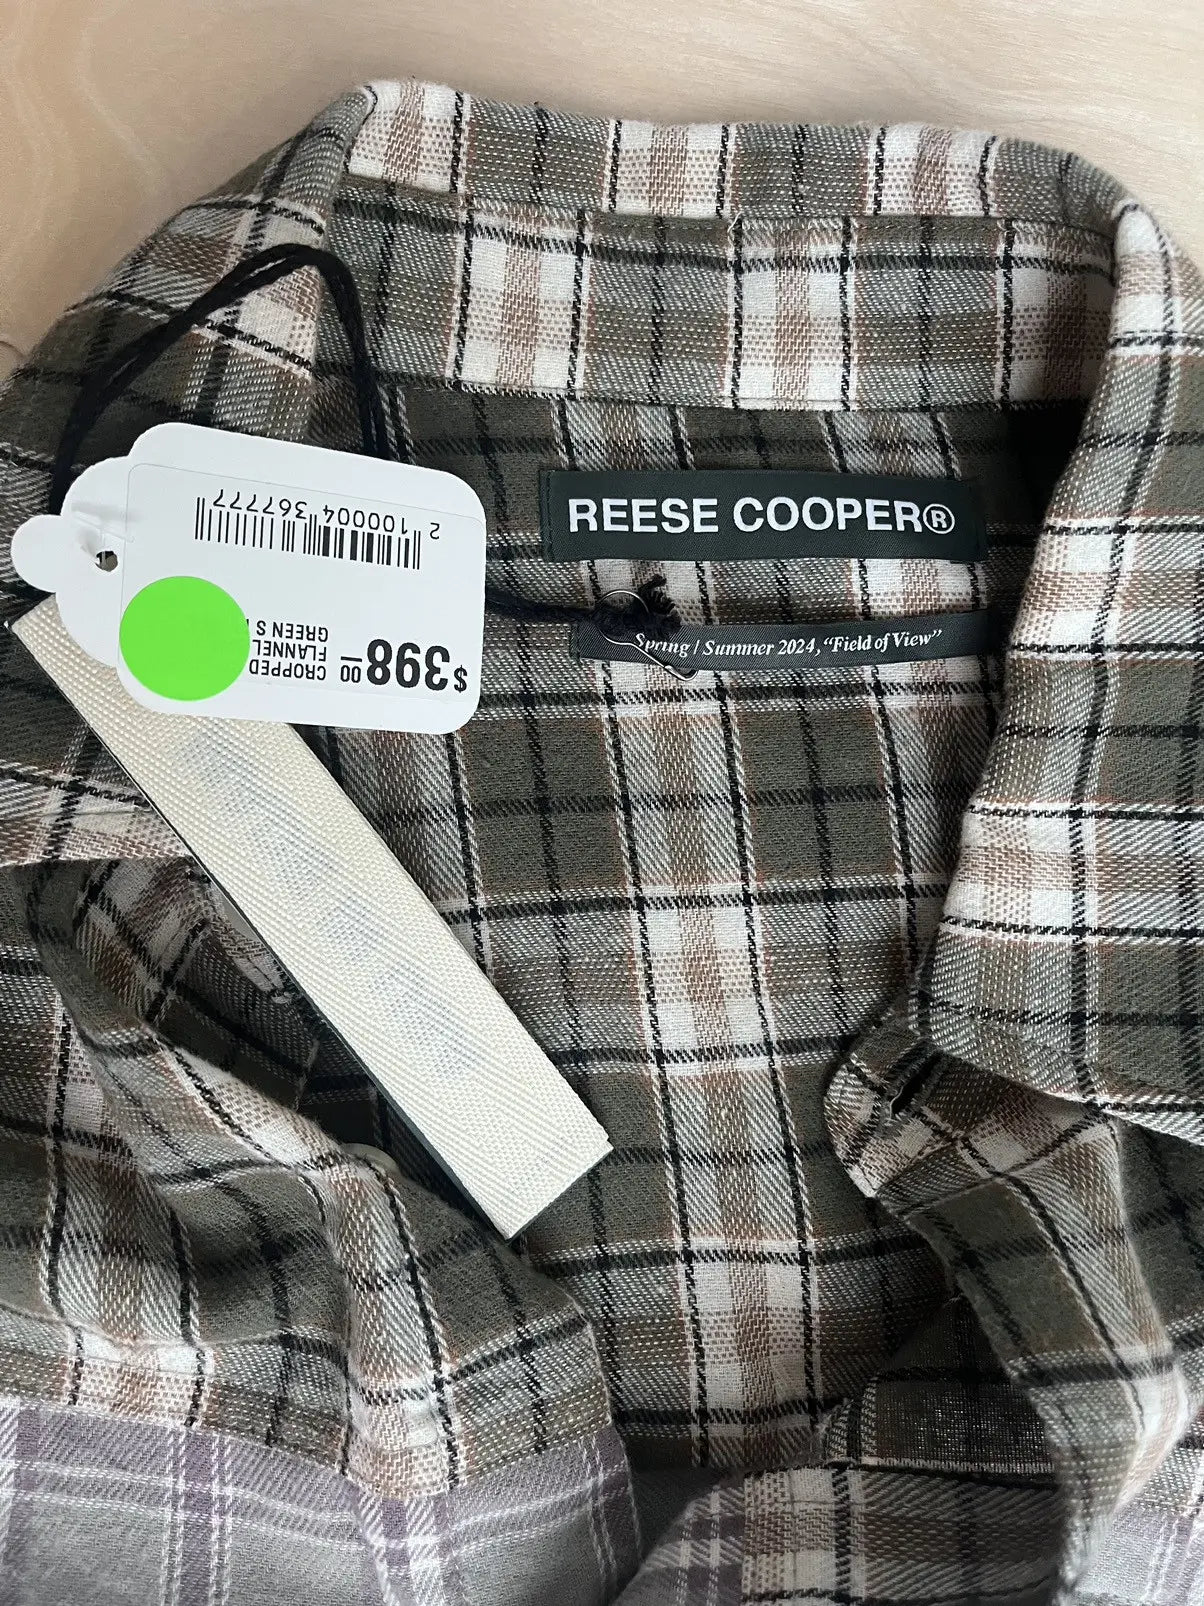 REESE COOPER®
Spring / Summer 2024, “Field of View”
$398.00
CROPPED
FLANNEL
GREEN S
2 100004 367777